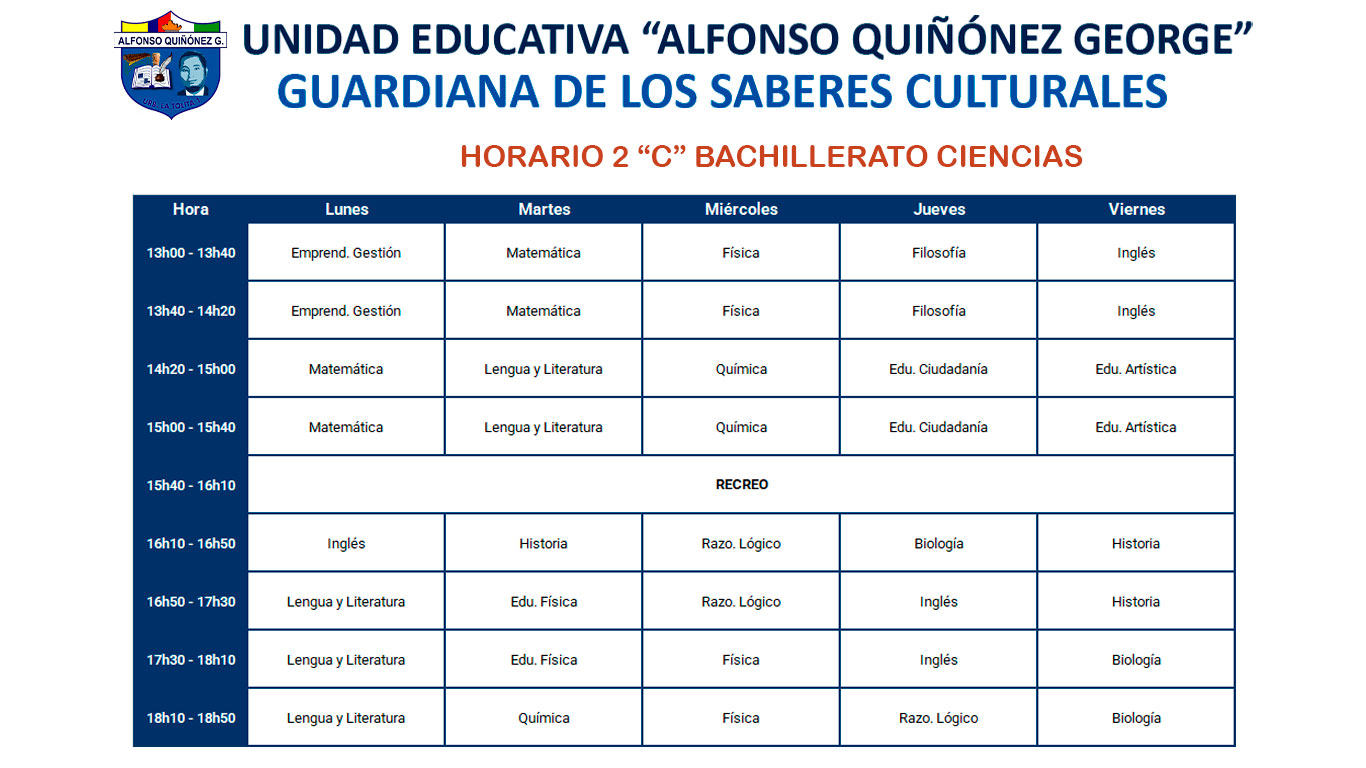 ALFONSO QUIÑÓNEZ G.
UNIDAD EDUCATIVA “ALFONSO QUIÑÓNEZ GEORGE”
GUARDIANA DE LOS SABERES CULTURALES
URB. LA TOLITA 1
HORARIO 2 “C” BACHILLERATO CIENCIAS
Hora Lunes Martes Miércoles Jueves Viernes
13h00 - 13h40 Emprend. Gestión Matemática Física Filosofía Inglés
13h40 - 14h20 Emprend. Gestión Matemática Física Filosofía Inglés
14h20 - 15h00 Matemática Lengua y Literatura Química Edu. Ciudadanía Edu. Artística
15h00 - 15h40 Matemática Lengua y Literatura Química Edu. Ciudadanía Edu. Artística
15h40 - 16h10 RECREO
16h10 - 16h50 Inglés Historia Razo. Lógico Biología Historia
16h50 - 17h30 Lengua y Literatura Edu. Física Razo. Lógico Inglés Historia
17h30 - 18h10 Lengua y Literatura Edu. Física Física Inglés Biología
18h10 - 18h50 Lengua y Literatura Química Física Razo. Lógico Biología